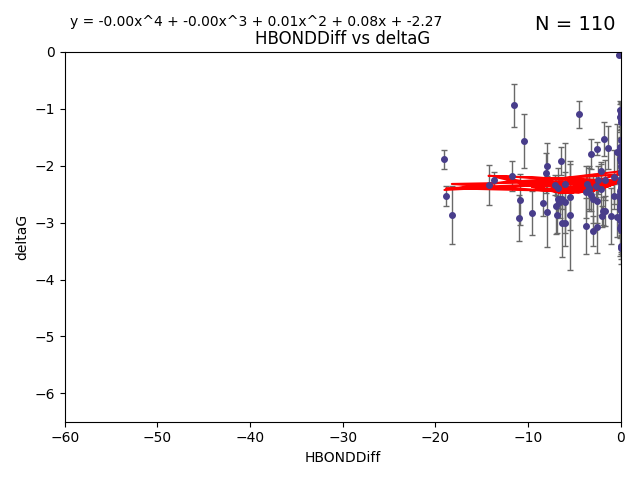 y = -0.00x^4 + -0.00x^3 + 0.01x^2 + 0.08x + -2.27
N = 110
HBONDDiff vs deltaG
0
−1
−2
−3
−4
−5
−6
deltaG
−60 −50 −40 −30 −20 −10 0
HBONDDiff